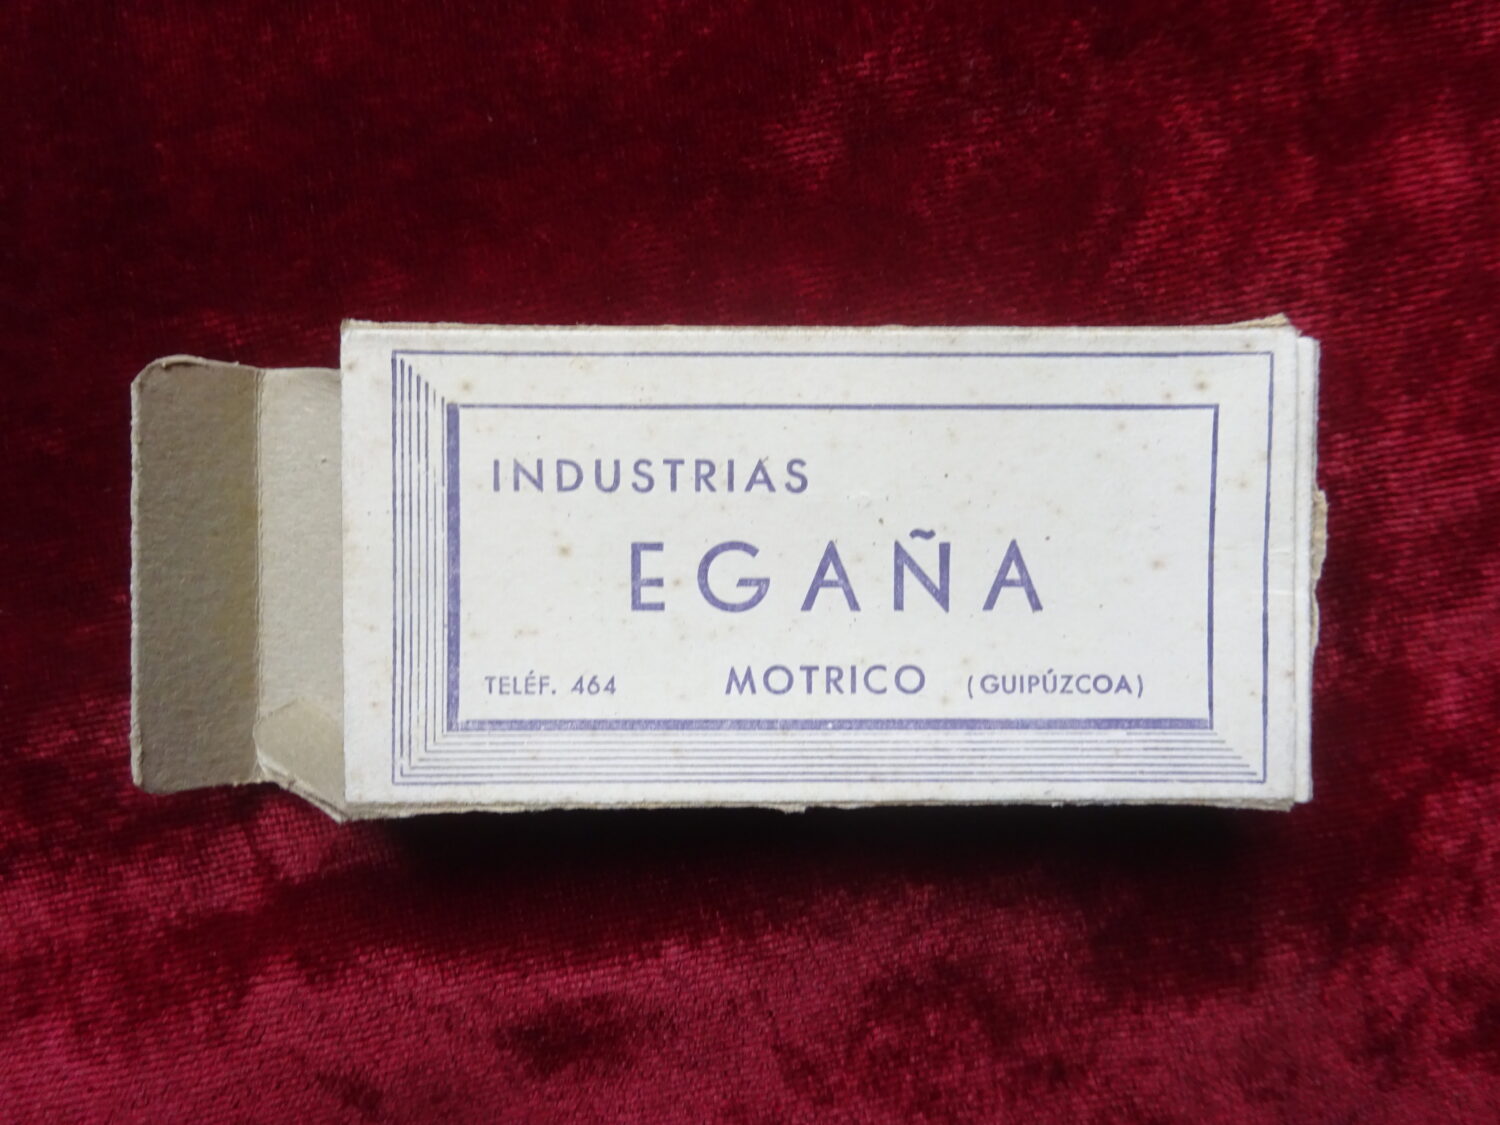 INDUSTRIAS
EGAÑA
TELÉF. 464 MOTRICO (GUIPÚZCOA)